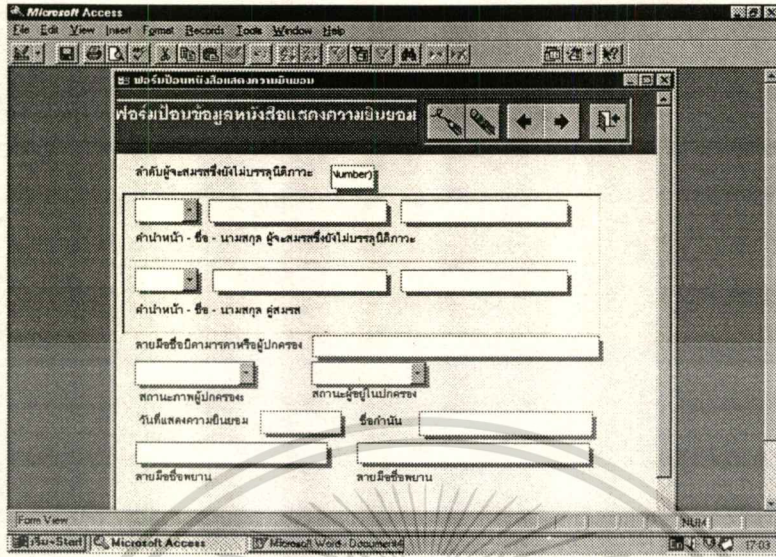 Microsoft Access
File Edit View Insert Format Records Tools Window Help
ฟอร์มป้อนหนังสือแสดงความยินยอม
ฟอร์มป้อนข้อมูลหนังสือแสดงความยินยอม
ลำดับผู้จะสมรสซึ่งยังไม่บรรลุนิติภาวะ Number)
คำนำหน้า - ชื่อ - นามสกุล ผู้จะสมรสซึ่งยังไม่บรรลุนิติภาวะ
คำนำหน้า - ชื่อ - นามสกุล คู่สมรส
ลายมือชื่อบิดามารดาหรือผู้ปกครอง
สถานะภาพผู้ปกครอง สถานะผู้อยู่ในปกครอง
วันที่แสดงความยินยอม ชื่อกำนัน
ลายมือชื่อพยาน ลายมือชื่อพยาน
Form View NUM
เริ่ม-Start Microsoft Access Microsoft Word - Document4 En 17:03